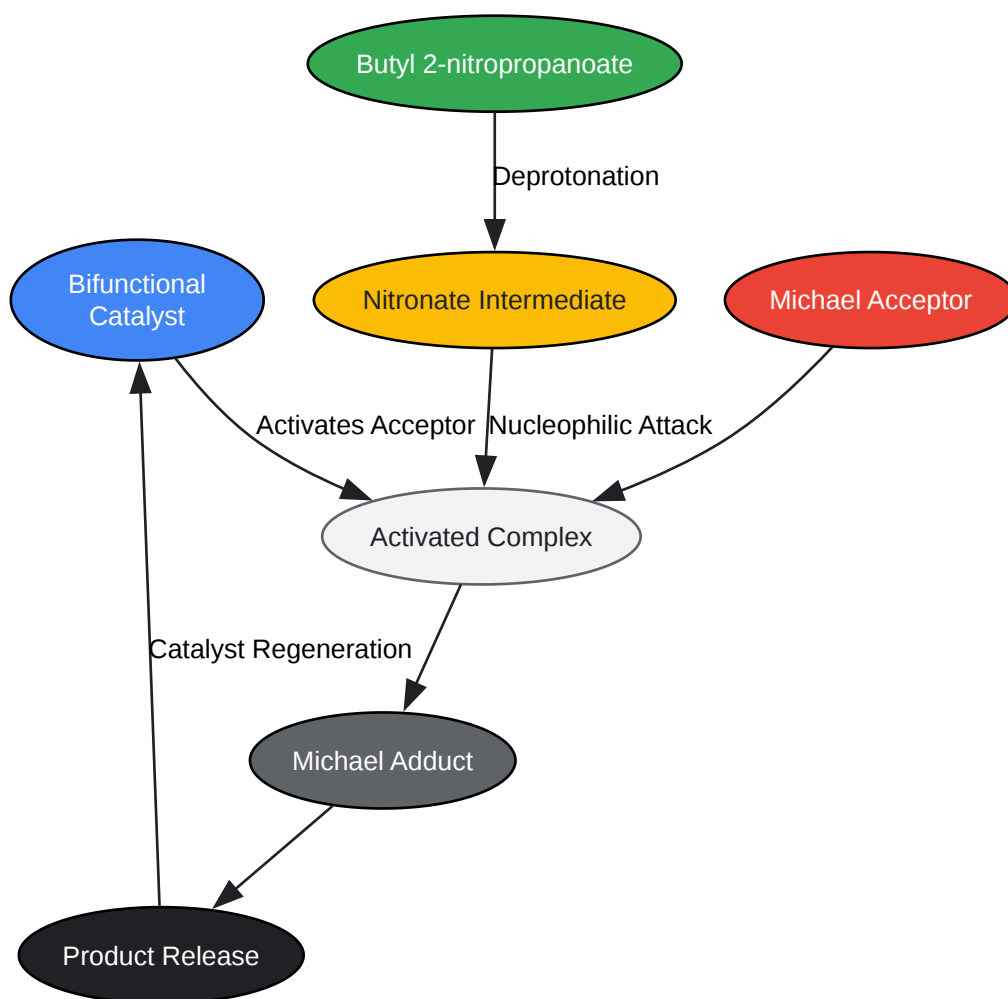 Butyl 2-nitropropanoate
Deprotonation
Bifunctional
Catalyst
Nitronate Intermediate
Michael Acceptor
Activates Acceptor
Nucleophilic Attack
Activated Complex
Catalyst Regeneration
Michael Adduct
Product Release